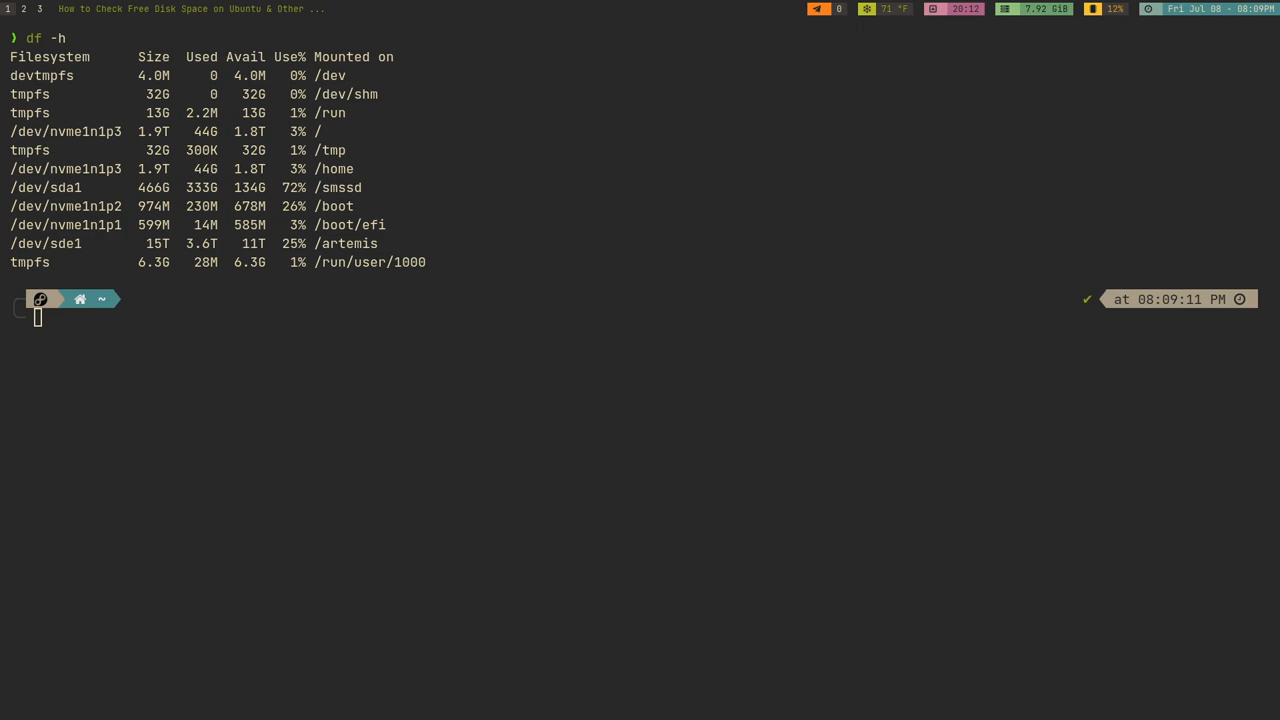 1 2 3 How to Check Free Disk Space on Ubuntu & Other ... 0 71 °F 20:12 7.92 GiB 12% Fri Jul 08 - 08:09PM
❯ df -h
Filesystem Size Used Avail Use% Mounted on
devtmpfs 4.0M 0 4.0M 0% /dev
tmpfs 32G 0 32G 0% /dev/shm
tmpfs 13G 2.2M 13G 1% /run
/dev/nvme1n1p3 1.9T 44G 1.8T 3% /
tmpfs 32G 300K 32G 1% /tmp
/dev/nvme1n1p3 1.9T 44G 1.8T 3% /home
/dev/sda1 466G 333G 134G 72% /smssd
/dev/nvme1n1p2 974M 230M 678M 26% /boot
/dev/nvme1n1p1 599M 14M 585M 3% /boot/efi
/dev/sde1 15T 3.6T 11T 25% /artemis
tmpfs 6.3G 28M 6.3G 1% /run/user/1000
~ ✔ at 08:09:11 PM